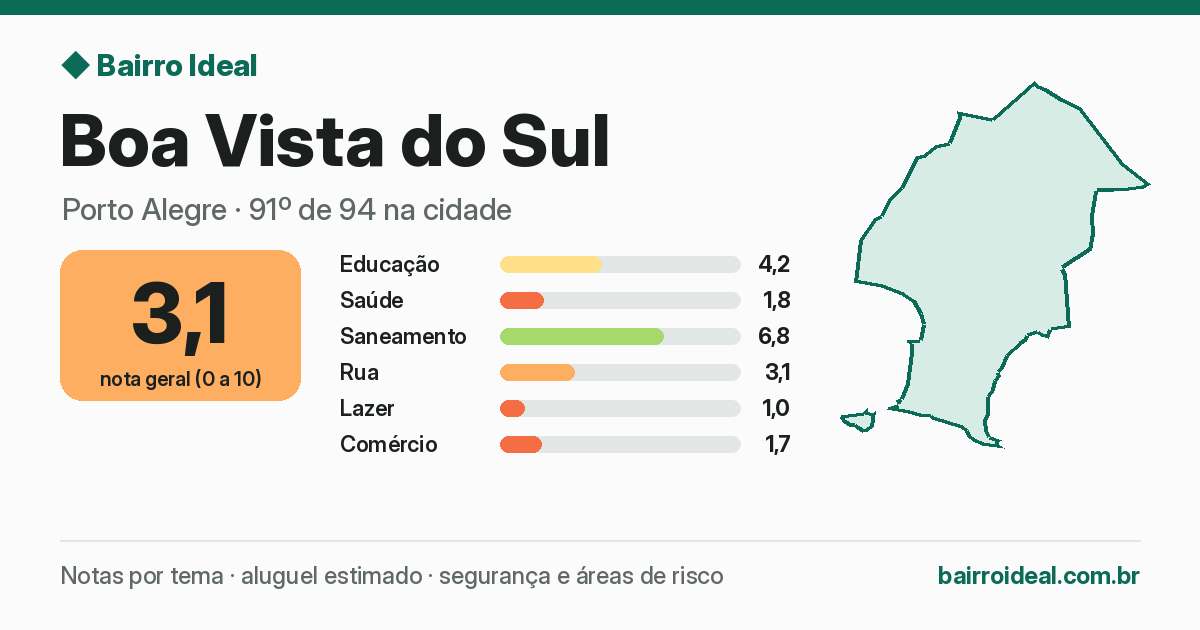 Bairro Ideal
Boa Vista do Sul
Porto Alegre · 91º de 94 na cidade
3,1
nota geral (0 a 10)
Educação 4,2
Saúde 1,8
Saneamento 6,8
Rua 3,1
Lazer 1,0
Comércio 1,7
Notas por tema · aluguel estimado · segurança e áreas de risco
bairroideal.com.br